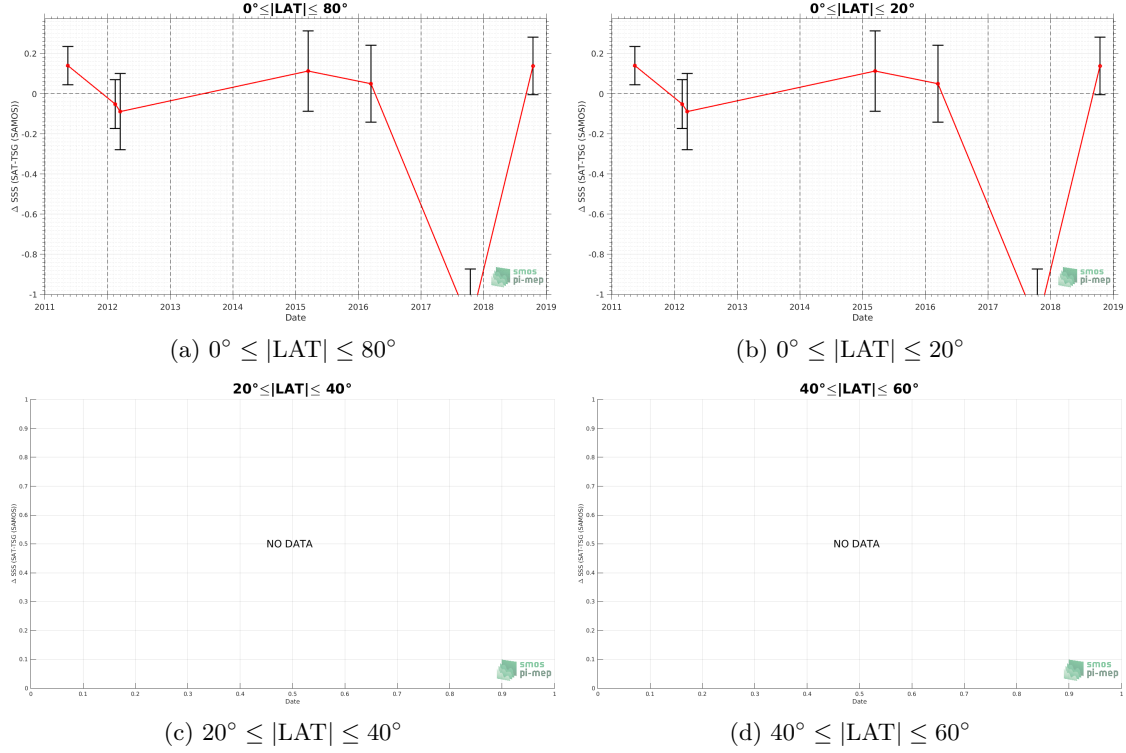 0°≤|LAT|≤ 80°
Δ SSS (SAT-TSG (SAMOS))
0.2
0
-0.2
-0.4
-0.6
-0.8
-1
2011 2012 2013 2014 2015 2016 2017 2018 2019
Date
smos
pi-mep
(a) 0° ≤ |LAT| ≤ 80°
0°≤|LAT|≤ 20°
Δ SSS (SAT-TSG (SAMOS))
0.2
0
-0.2
-0.4
-0.6
-0.8
-1
2011 2012 2013 2014 2015 2016 2017 2018 2019
Date
smos
pi-mep
(b) 0° ≤ |LAT| ≤ 20°
20°≤|LAT|≤ 40°
Δ SSS (SAT-TSG (SAMOS))
1
0.9
0.8
0.7
0.6
0.5
0.4
0.3
0.2
0.1
0
NO DATA
0 0.1 0.2 0.3 0.4 0.5 0.6 0.7 0.8 0.9 1
Date
smos
pi-mep
(c) 20° ≤ |LAT| ≤ 40°
40°≤|LAT|≤ 60°
Δ SSS (SAT-TSG (SAMOS))
1
0.9
0.8
0.7
0.6
0.5
0.4
0.3
0.2
0.1
0
NO DATA
0 0.1 0.2 0.3 0.4 0.5 0.6 0.7 0.8 0.9 1
Date
smos
pi-mep
(d) 40° ≤ |LAT| ≤ 60°